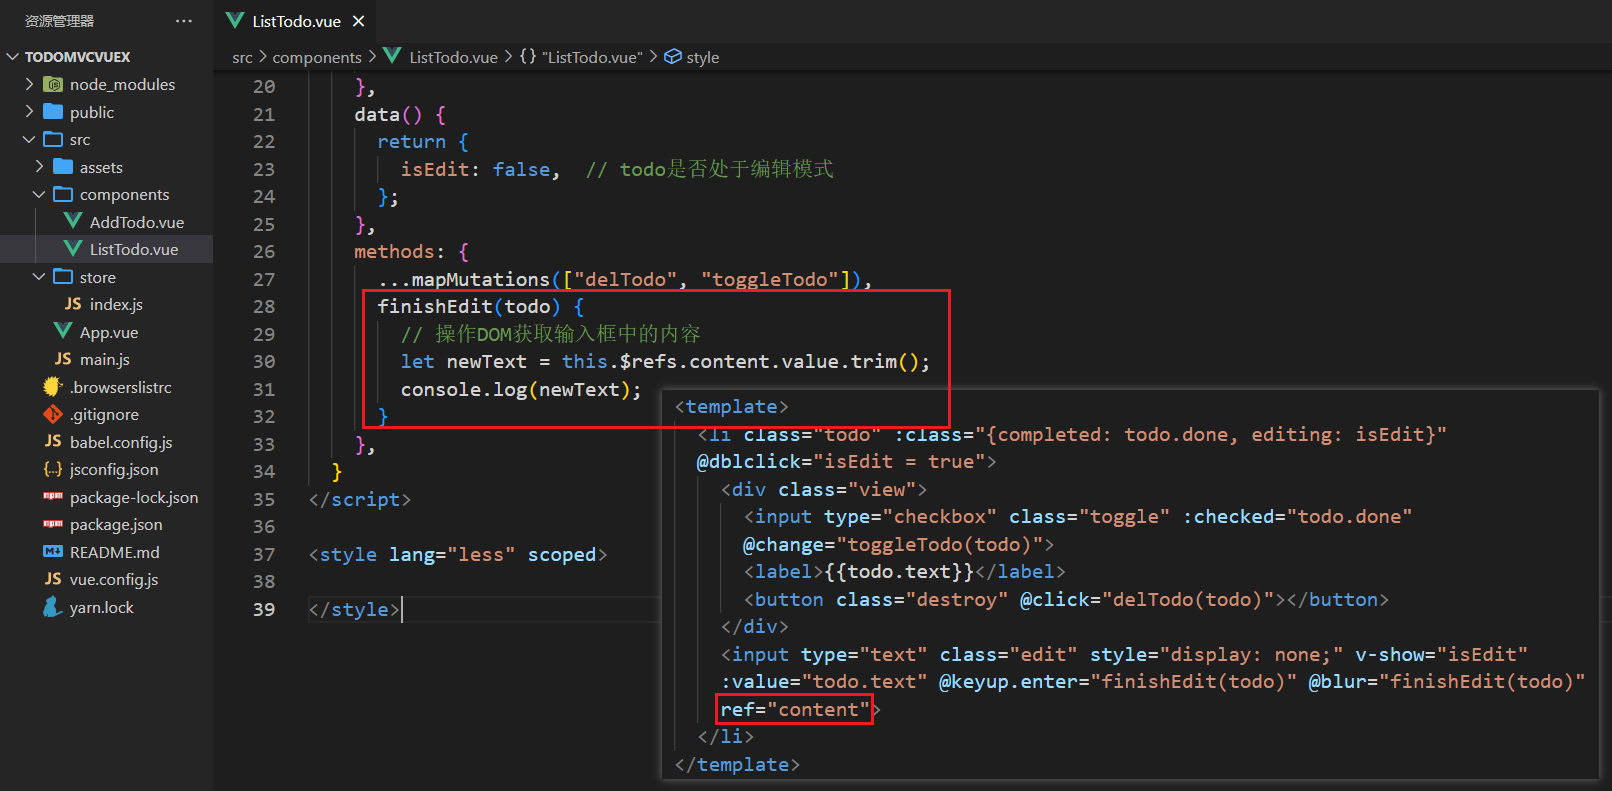 资源管理器
···
TODOMVCVUEX
node_modules
public
src
assets
components
AddTodo.vue
ListTodo.vue
store
JS index.js
App.vue
JS main.js
.browserslistrc
.gitignore
JS babel.config.js
{..} jsconfig.json
npm package-lock.json
npm package.json
README.md
JS vue.config.js
yarn.lock
ListTodo.vue ×
src > components > ListTodo.vue > {} "ListTodo.vue" > style
20 },
21 data() {
22 return {
23 isEdit: false, // todo是否处于编辑模式
24 };
25 },
26 methods: {
27 ...mapMutations(["delTodo", "toggleTodo"]),
28 finishEdit(todo) {
29 // 操作DOM获取输入框中的内容
30 let newText = this.$refs.content.value.trim();
31 console.log(newText);
32 }
33 },
34 }
35 </script>
36
37 <style lang="less" scoped>
38
39 </style>
<template>
<li class="todo" :class="{completed: todo.done, editing: isEdit}"
@dblclick="isEdit = true">
<div class="view">
<input type="checkbox" class="toggle" :checked="todo.done"
@change="toggleTodo(todo)">
<label>{{todo.text}}</label>
<button class="destroy" @click="delTodo(todo)"></button>
</div>
<input type="text" class="edit" style="display: none;" v-show="isEdit"
:value="todo.text" @keyup.enter="finishEdit(todo)" @blur="finishEdit(todo)"
ref="content">
</li>
</template>